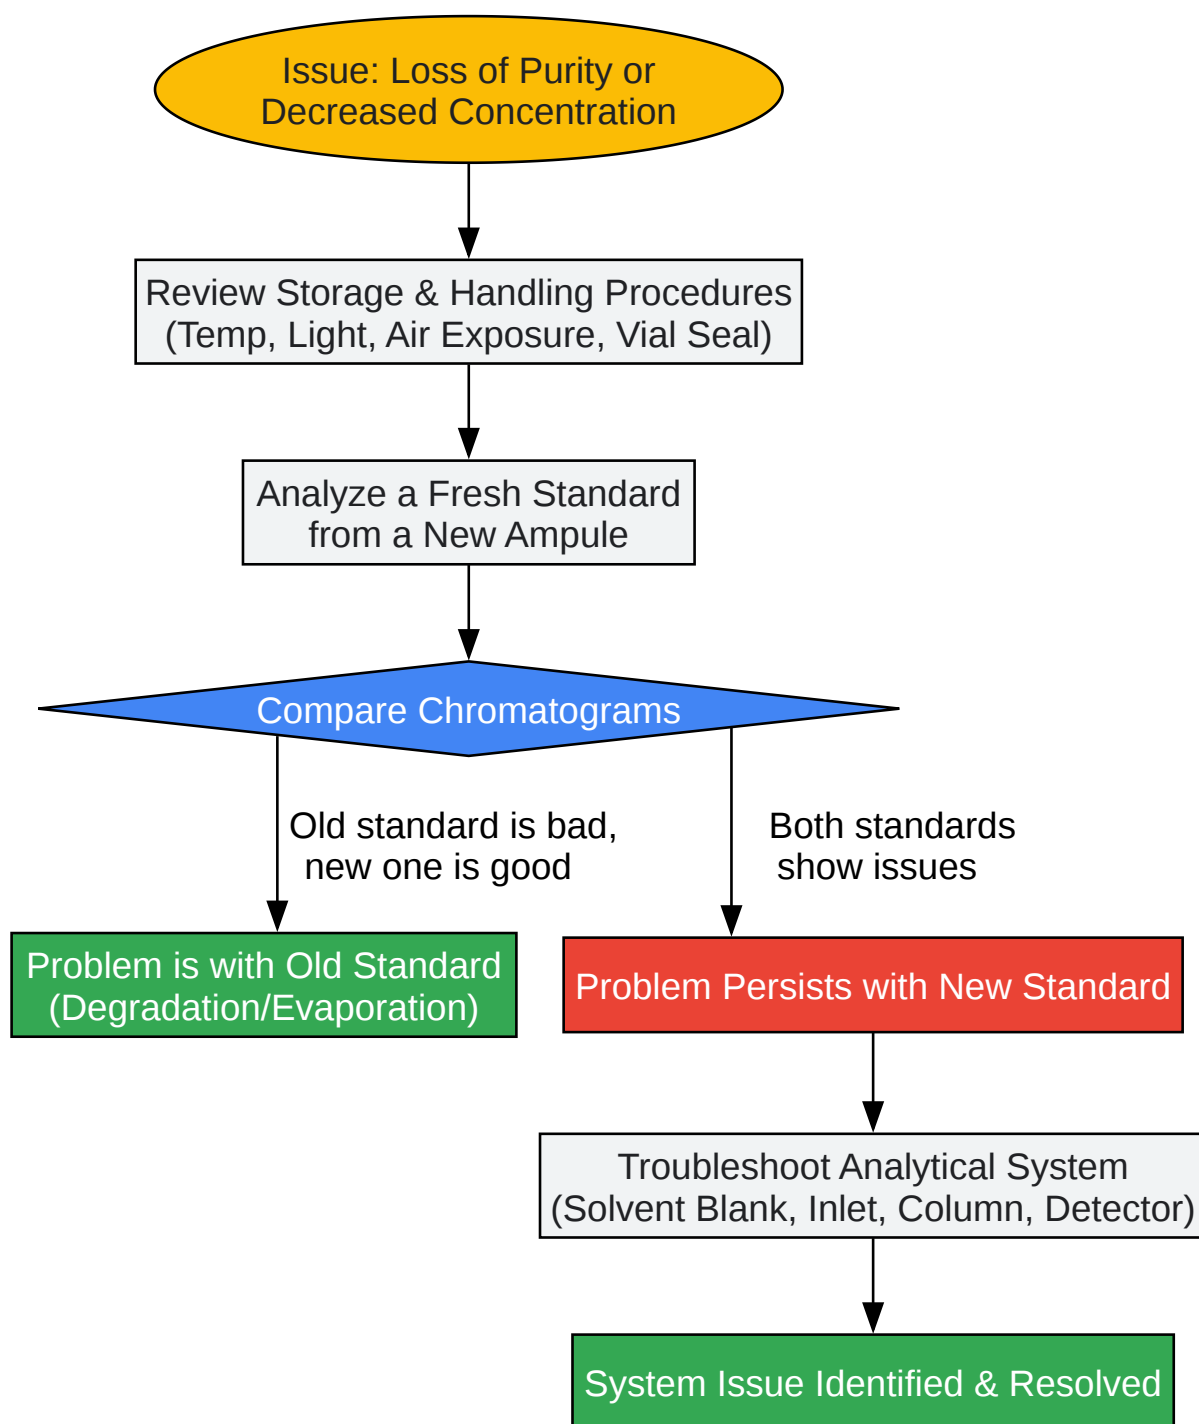 Issue: Loss of Purity or
Decreased Concentration
Review Storage & Handling Procedures
(Temp, Light, Air Exposure, Vial Seal)
Analyze a Fresh Standard
from a New Ampule
Compare Chromatograms
Old standard is bad,
new one is good
Both standards
show issues
Problem is with Old Standard
(Degradation/Evaporation)
Problem Persists with New Standard
Troubleshoot Analytical System
(Solvent Blank, Inlet, Column, Detector)
System Issue Identified & Resolved